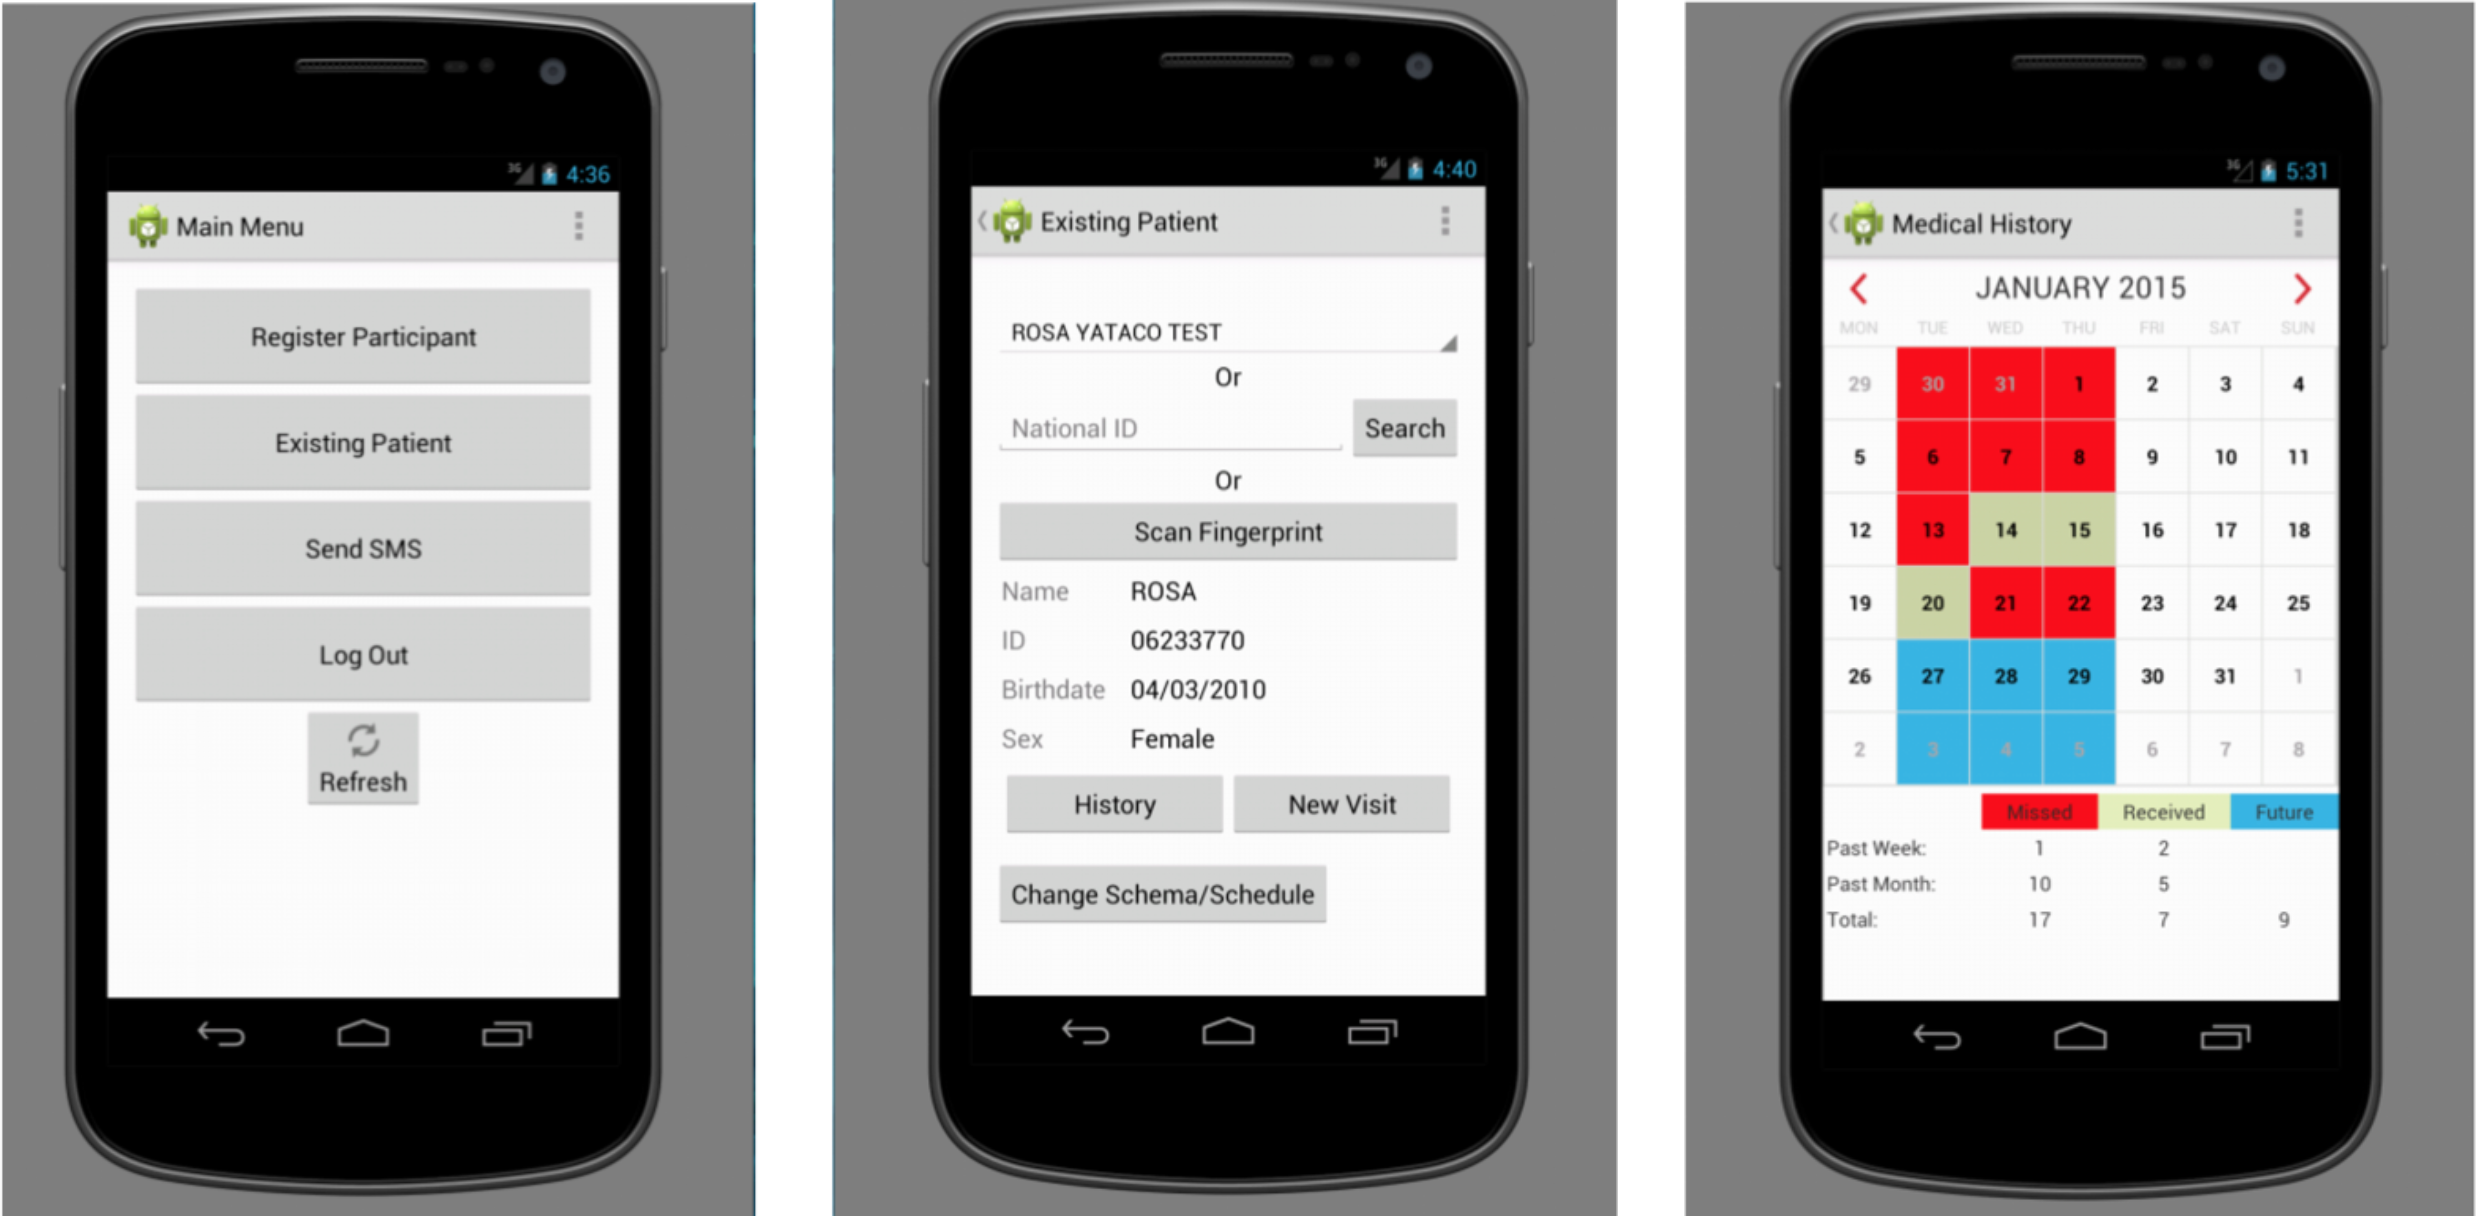 3G 4:36
Main Menu
Register Participant
Existing Patient
Send SMS
Log Out
Refresh
3G 4:40
Existing Patient
ROSA YATACO TEST
Or
National ID Search
Or
Scan Fingerprint
Name ROSA
ID 06233770
Birthdate 04/03/2010
Sex Female
History New Visit
Change Schema/Schedule
3G 5:31
Medical History
JANUARY 2015
MON TUE WED THU FRI SAT SUN
29 30 31 1 2 3 4
5 6 7 8 9 10 11
12 13 14 15 16 17 18
19 20 21 22 23 24 25
26 27 28 29 30 31 1
2 3 4 5 6 7 8
Missed Received Future
Past Week: 1 2
Past Month: 10 5
Total: 17 7 9